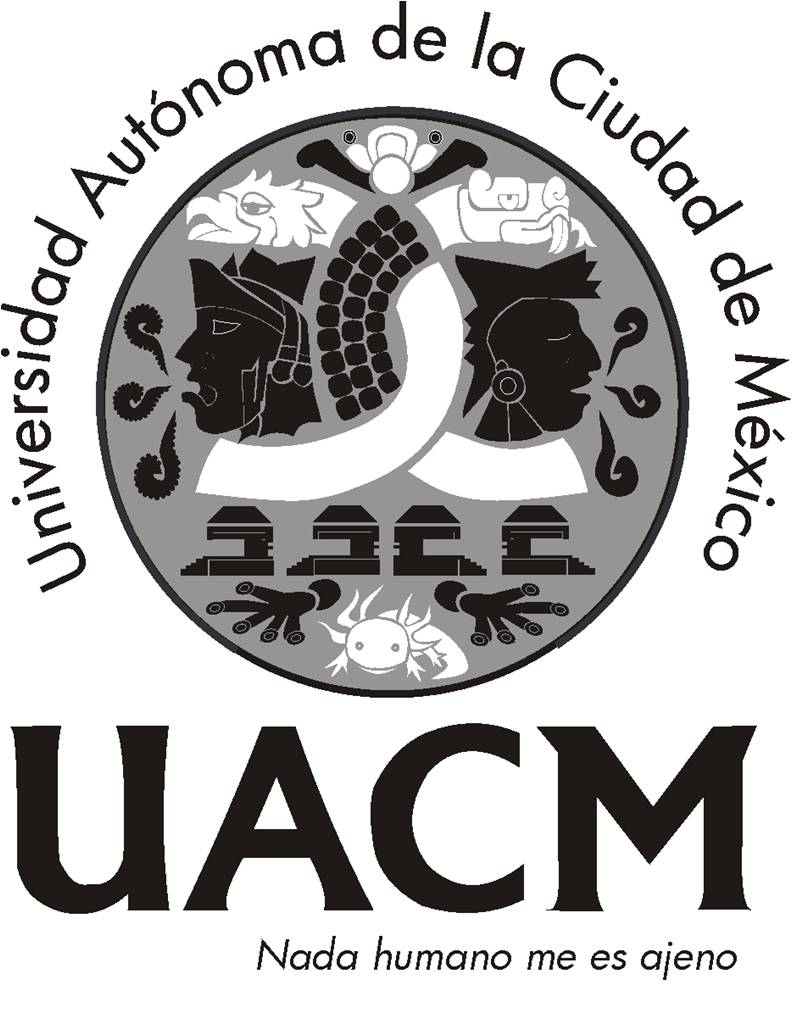 Universidad Autónoma de la Ciudad de México
UACM
Nada humano me es ajeno